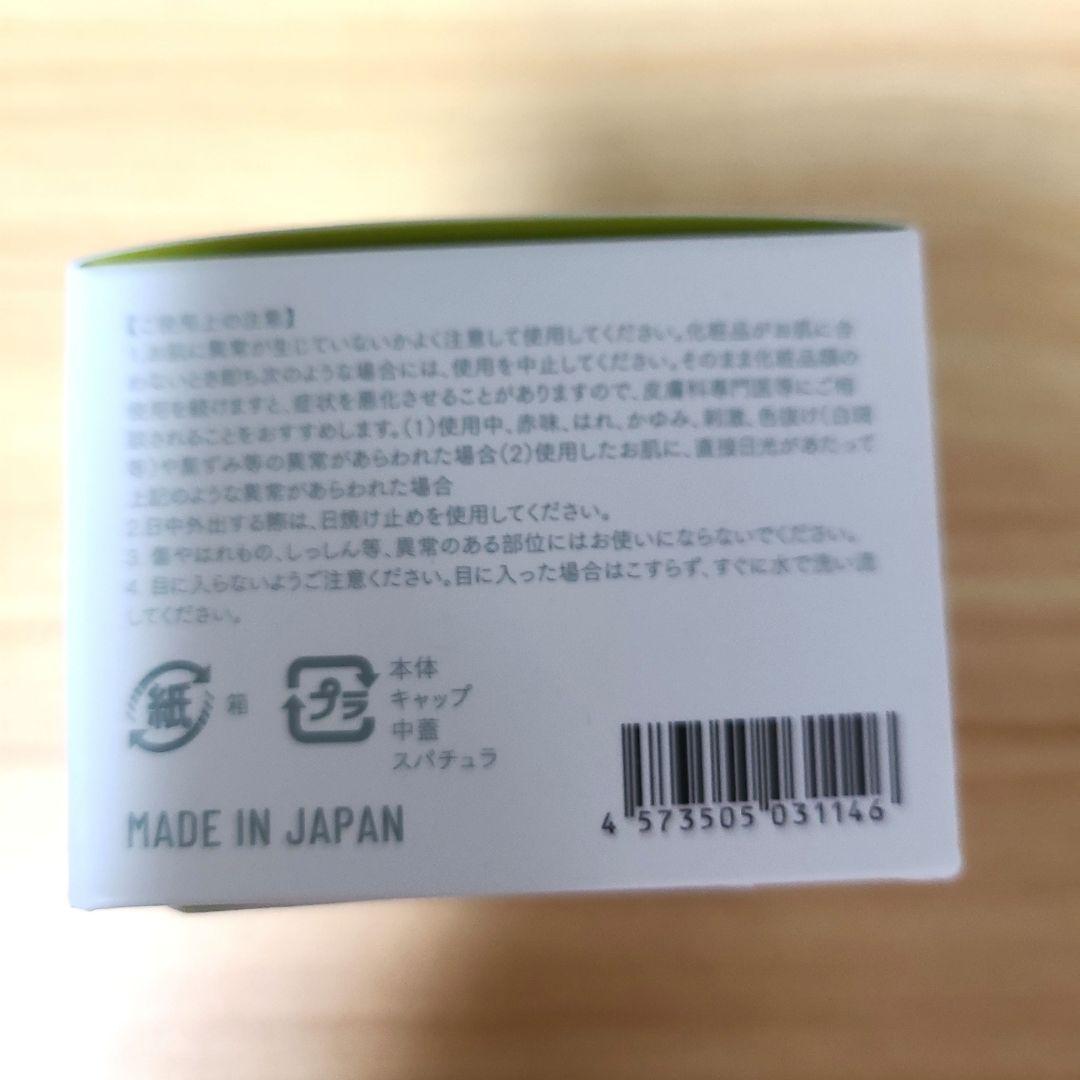 【ご使用上の注意】
1.お肌に異常が生じていないかよく注意して使用してください。化粧品がお肌に合
わないとき即ち次のような場合には、使用を中止してください。そのまま化粧品類の
使用を続けますと、症状を悪化させることがありますので、皮膚科専門医等にご相
談されることをおすすめします。(1)使用中、赤味、はれ、かゆみ、刺激、色抜け(白斑
等)や黒ずみ等の異常があらわれた場合(2)使用したお肌に、直接日光があたって
上記のような異常があらわれた場合
2.日中外出する際は、日焼け止めを使用してください。
3. 傷やはれもの、しっしん等、異常のある部位にはお使いにならないでください。
4. 目に入らないようご注意ください。目に入った場合はこすらず、すぐに水で洗い流
してください。
紙 箱
プラ 本体
キャップ
中蓋
スパチュラ
MADE IN JAPAN
4 573505 031146